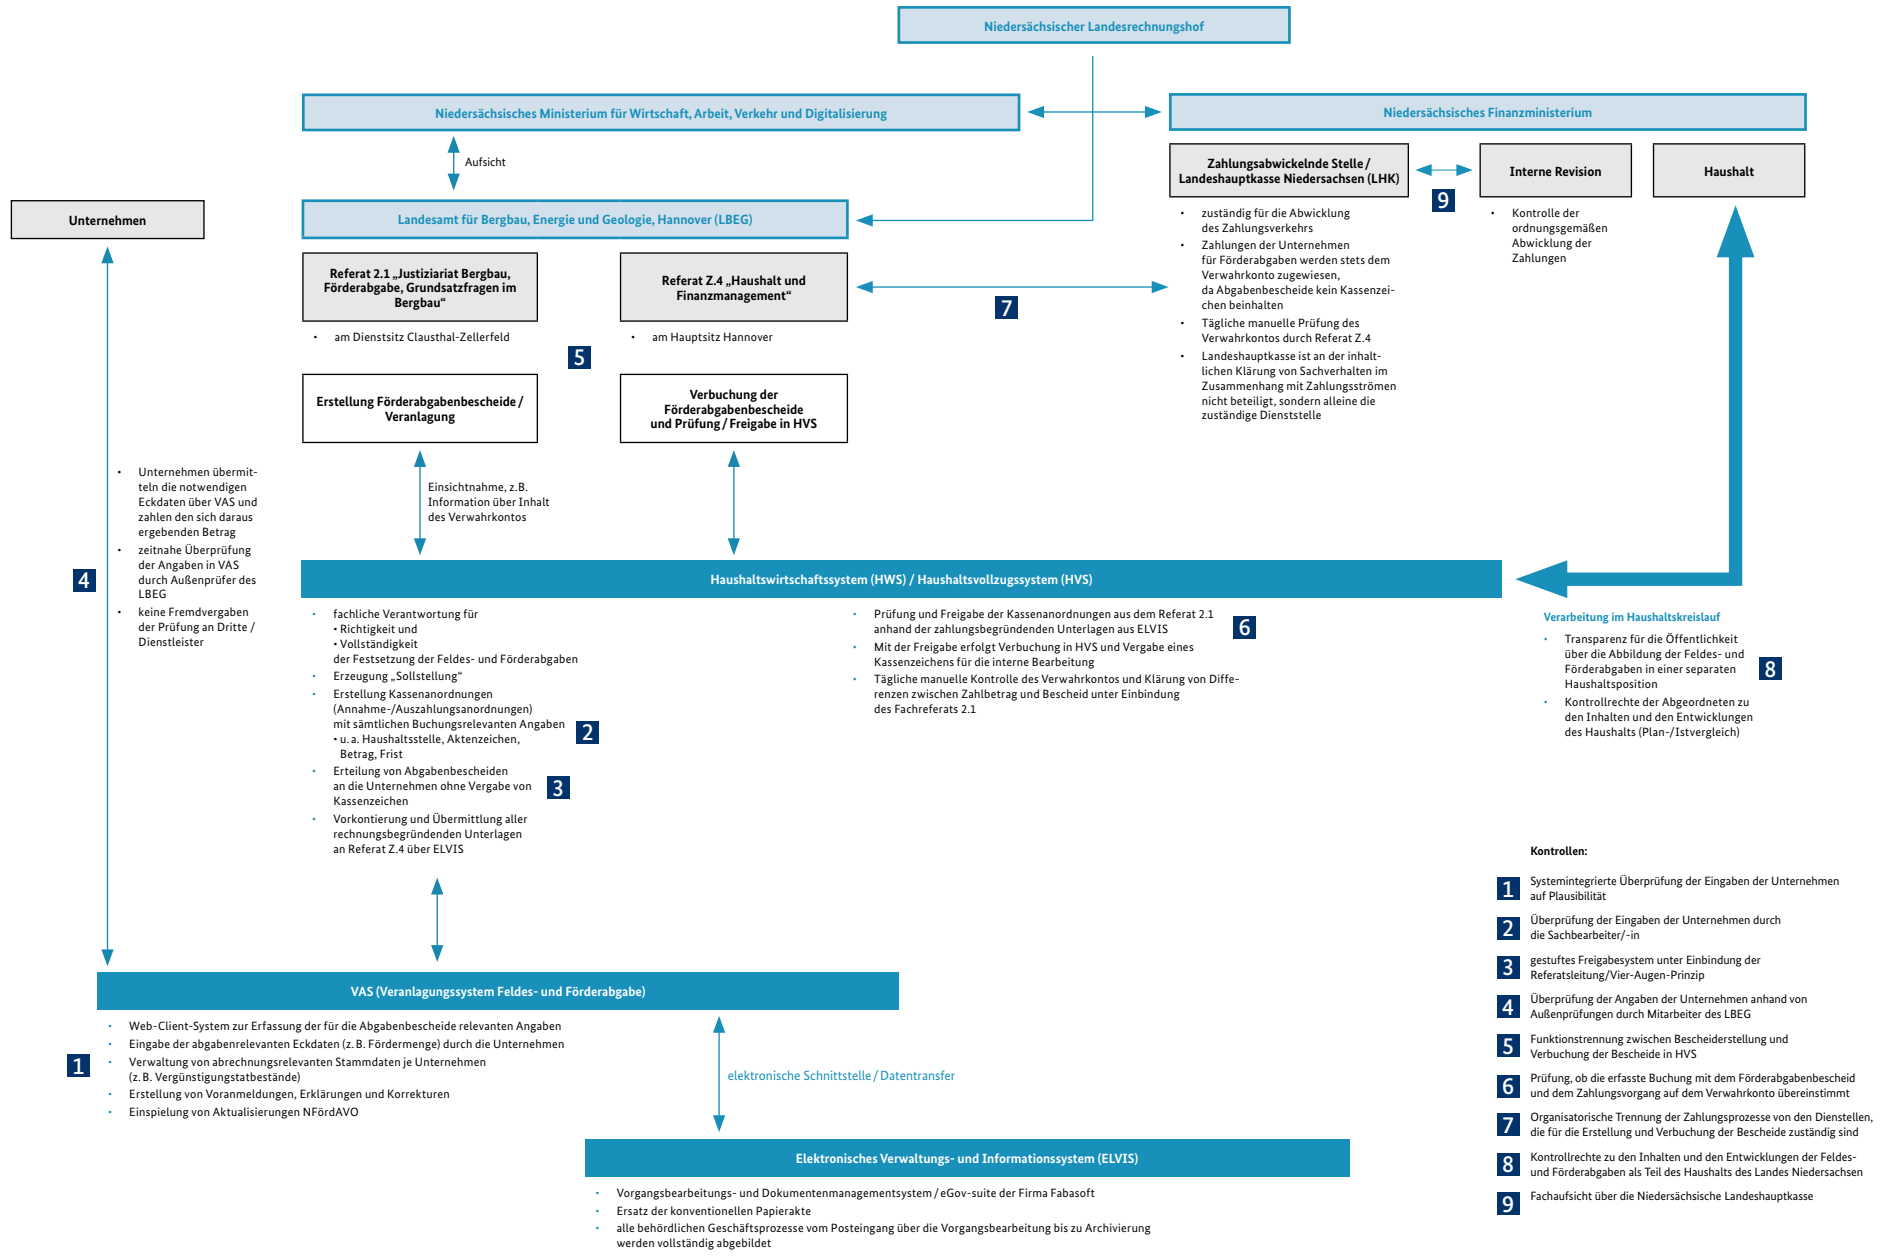 Niedersächsischer Landesrechnungshof
Niedersächsisches Ministerium für Wirtschaft, Arbeit, Verkehr und Digitalisierung
Niedersächsisches Finanzministerium
Aufsicht
Zahlungsabwickelnde Stelle /
Landeshauptkasse Niedersachsen (LHK)
9
Interne Revision
Haushalt
Unternehmen
Landesamt für Bergbau, Energie und Geologie, Hannover (LBEG)
• zuständig für die Abwicklung
des Zahlungsverkehrs
• Zahlungen der Unternehmen
für Förderabgaben werden stets dem
Verwahrkonto zugewiesen,
da Abgabenbescheide kein Kassenzei-
chen beinhalten
• Tägliche manuelle Prüfung des
Verwahrkontos durch Referat Z.4
• Landeshauptkasse ist an der inhalt-
lichen Klärung von Sachverhalten im
Zusammenhang mit Zahlungsströmen
nicht beteiligt, sondern alleine die
zuständige Dienststelle
• Kontrolle der
ordnungsgemäßen
Abwicklung der
Zahlungen
Referat 2.1 „Justiziariat Bergbau,
Förderabgabe, Grundsatzfragen im
Bergbau“
Referat Z.4 „Haushalt und
Finanzmanagement“
7
• am Dienstsitz Clausthal-Zellerfeld
• am Hauptsitz Hannover
5
Erstellung Förderabgabenbescheide /
Veranlagung
Verbuchung der
Förderabgabenbescheide
und Prüfung / Freigabe in HVS
• Unternehmen übermit-
teln die notwendigen
Eckdaten über VAS und
zahlen den sich daraus
ergebenden Betrag
• zeitnahe Überprüfung
der Angaben in VAS
durch Außenprüfer des
LBEG
• keine Fremdvergaben
der Prüfung an Dritte /
Dienstleister
4
Einsichtnahme, z.B.
Information über Inhalt
des Verwahrkontos
Haushaltswirtschaftssystem (HWS) / Haushaltsvollzugssystem (HVS)
• fachliche Verantwortung für
• Richtigkeit und
• Vollständigkeit
der Festsetzung der Feldes- und Förderabgaben
• Erzeugung „Sollstellung“
• Erstellung Kassenanordnungen
(Annahme-/Auszahlungsanordnungen)
mit sämtlichen Buchungsrelevanten Angaben
• u. a. Haushaltsstelle, Aktenzeichen,
Betrag, Frist
2
• Erteilung von Abgabenbescheiden
an die Unternehmen ohne Vergabe von
Kassenzeichen
3
• Vorkontierung und Übermittlung aller
rechnungsbegründenden Unterlagen
an Referat Z.4 über ELVIS
• Prüfung und Freigabe der Kassenanordnungen aus dem Referat 2.1
anhand der zahlungsbegründenden Unterlagen aus ELVIS
6
• Mit der Freigabe erfolgt Verbuchung in HVS und Vergabe eines
Kassenzeichens für die interne Bearbeitung
• Tägliche manuelle Kontrolle des Verwahrkontos und Klärung von Diffe-
renzen zwischen Zahlbetrag und Bescheid unter Einbindung
des Fachreferats 2.1
Verarbeitung im Haushaltskreislauf
• Transparenz für die Öffentlichkeit
über die Abbildung der Feldes- und
Förderabgaben in einer separaten
Haushaltsposition
8
• Kontrollrechte der Abgeordneten zu
den Inhalten und den Entwicklungen
des Haushalts (Plan-/Istvergleich)
VAS (Veranlagungssystem Feldes- und Förderabgabe)
• Web-Client-System zur Erfassung der für die Abgabenbescheide relevanten Angaben
• Eingabe der abgabenrelevanten Eckdaten (z. B. Fördermenge) durch die Unternehmen
1
• Verwaltung von abrechnungsrelevanten Stammdaten je Unternehmen
(z. B. Vergünstigungstatbestände)
• Erstellung von Voranmeldungen, Erklärungen und Korrekturen
• Einspielung von Aktualisierungen NFördAVO
elektronische Schnittstelle / Datentransfer
Elektronisches Verwaltungs- und Informationssystem (ELVIS)
• Vorgangsbearbeitungs- und Dokumentenmanagementsystem / eGov-suite der Firma Fabasoft
• Ersatz der konventionellen Papierakte
• alle behördlichen Geschäftsprozesse vom Posteingang über die Vorgangsbearbeitung bis zu Archivierung
werden vollständig abgebildet
Kontrollen:
1 Systemintegrierte Überprüfung der Eingaben der Unternehmen
auf Plausibilität
2 Überprüfung der Eingaben der Unternehmen durch
die Sachbearbeiter/-in
3 gestuftes Freigabesystem unter Einbindung der
Referatsleitung/Vier-Augen-Prinzip
4 Überprüfung der Angaben der Unternehmen anhand von
Außenprüfungen durch Mitarbeiter des LBEG
5 Funktionstrennung zwischen Bescheiderstellung und
Verbuchung der Bescheide in HVS
6 Prüfung, ob die erfasste Buchung mit dem Förderabgabenbescheid
und dem Zahlungsvorgang auf dem Verwahrkonto übereinstimmt
7 Organisatorische Trennung der Zahlungsprozesse von den Dienstellen,
die für die Erstellung und Verbuchung der Bescheide zuständig sind
8 Kontrollrechte zu den Inhalten und den Entwicklungen der Feldes-
und Förderabgaben als Teil des Haushalts des Landes Niedersachsen
9 Fachaufsicht über die Niedersächsische Landeshauptkasse